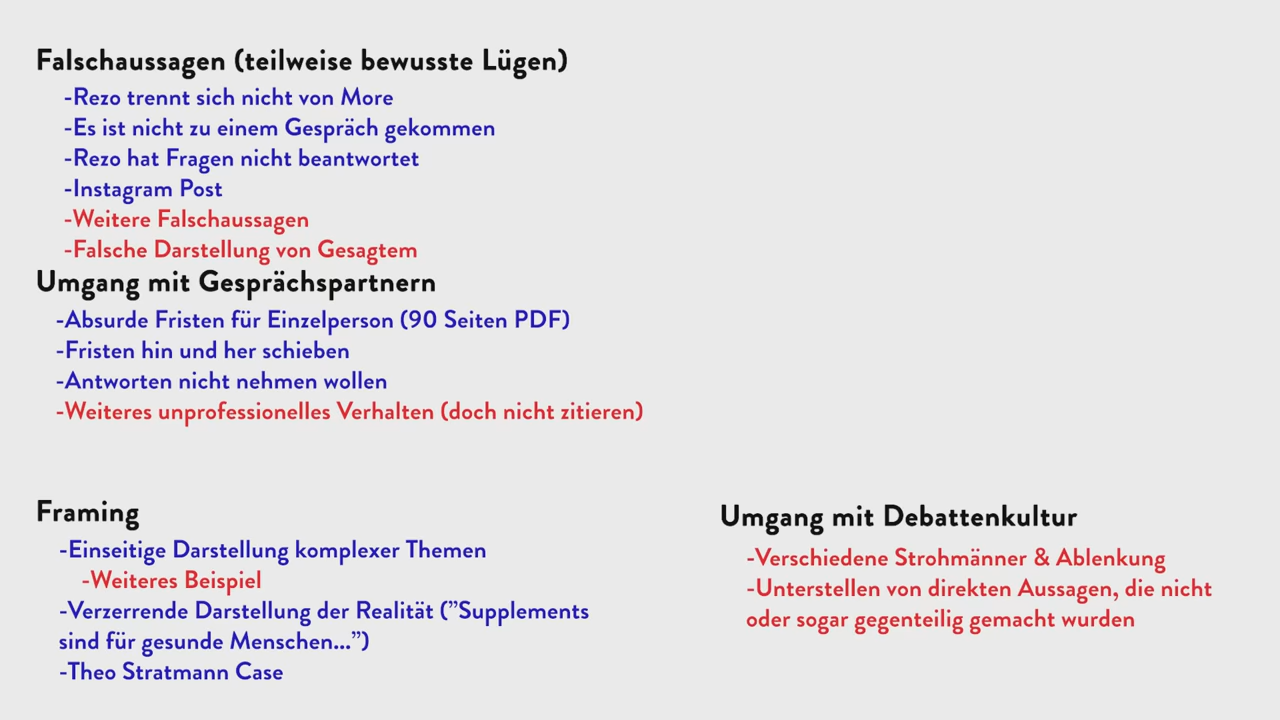 Falschaussagen (teilweise bewusste Lügen)
-Rezo trennt sich nicht von More
-Es ist nicht zu einem Gespräch gekommen
-Rezo hat Fragen nicht beantwortet
-Instagram Post
-Weitere Falschaussagen
-Falsche Darstellung von Gesagtem
Umgang mit Gesprächspartnern
-Absurde Fristen für Einzelperson (90 Seiten PDF)
-Fristen hin und her schieben
-Antworten nicht nehmen wollen
-Weiteres unprofessionelles Verhalten (doch nicht zitieren)
Framing
-Einseitige Darstellung komplexer Themen
-Weiteres Beispiel
-Verzerrende Darstellung der Realität (”Supplements
sind für gesunde Menschen...”)
-Theo Stratmann Case
Umgang mit Debattenkultur
-Verschiedene Strohmänner & Ablenkung
-Unterstellen von direkten Aussagen, die nicht
oder sogar gegenteilig gemacht wurden